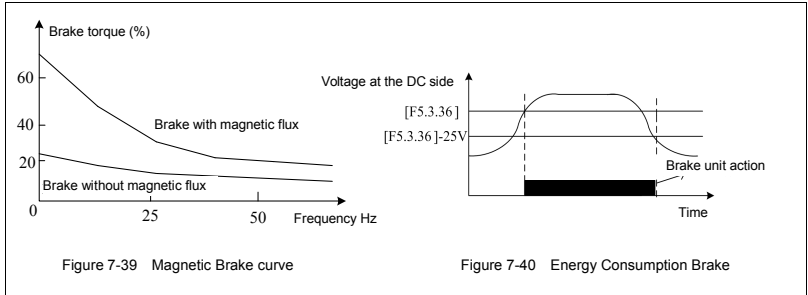 Brake torque (%)
60
40
20
0
25
50
Frequency Hz
Brake with magnetic flux
Brake without magnetic flux
Figure 7-39 Magnetic Brake curve
Voltage at the DC side
[F5.3.36]
[F5.3.36]-25V
Brake unit action
Time
Figure 7-40 Energy Consumption Brake